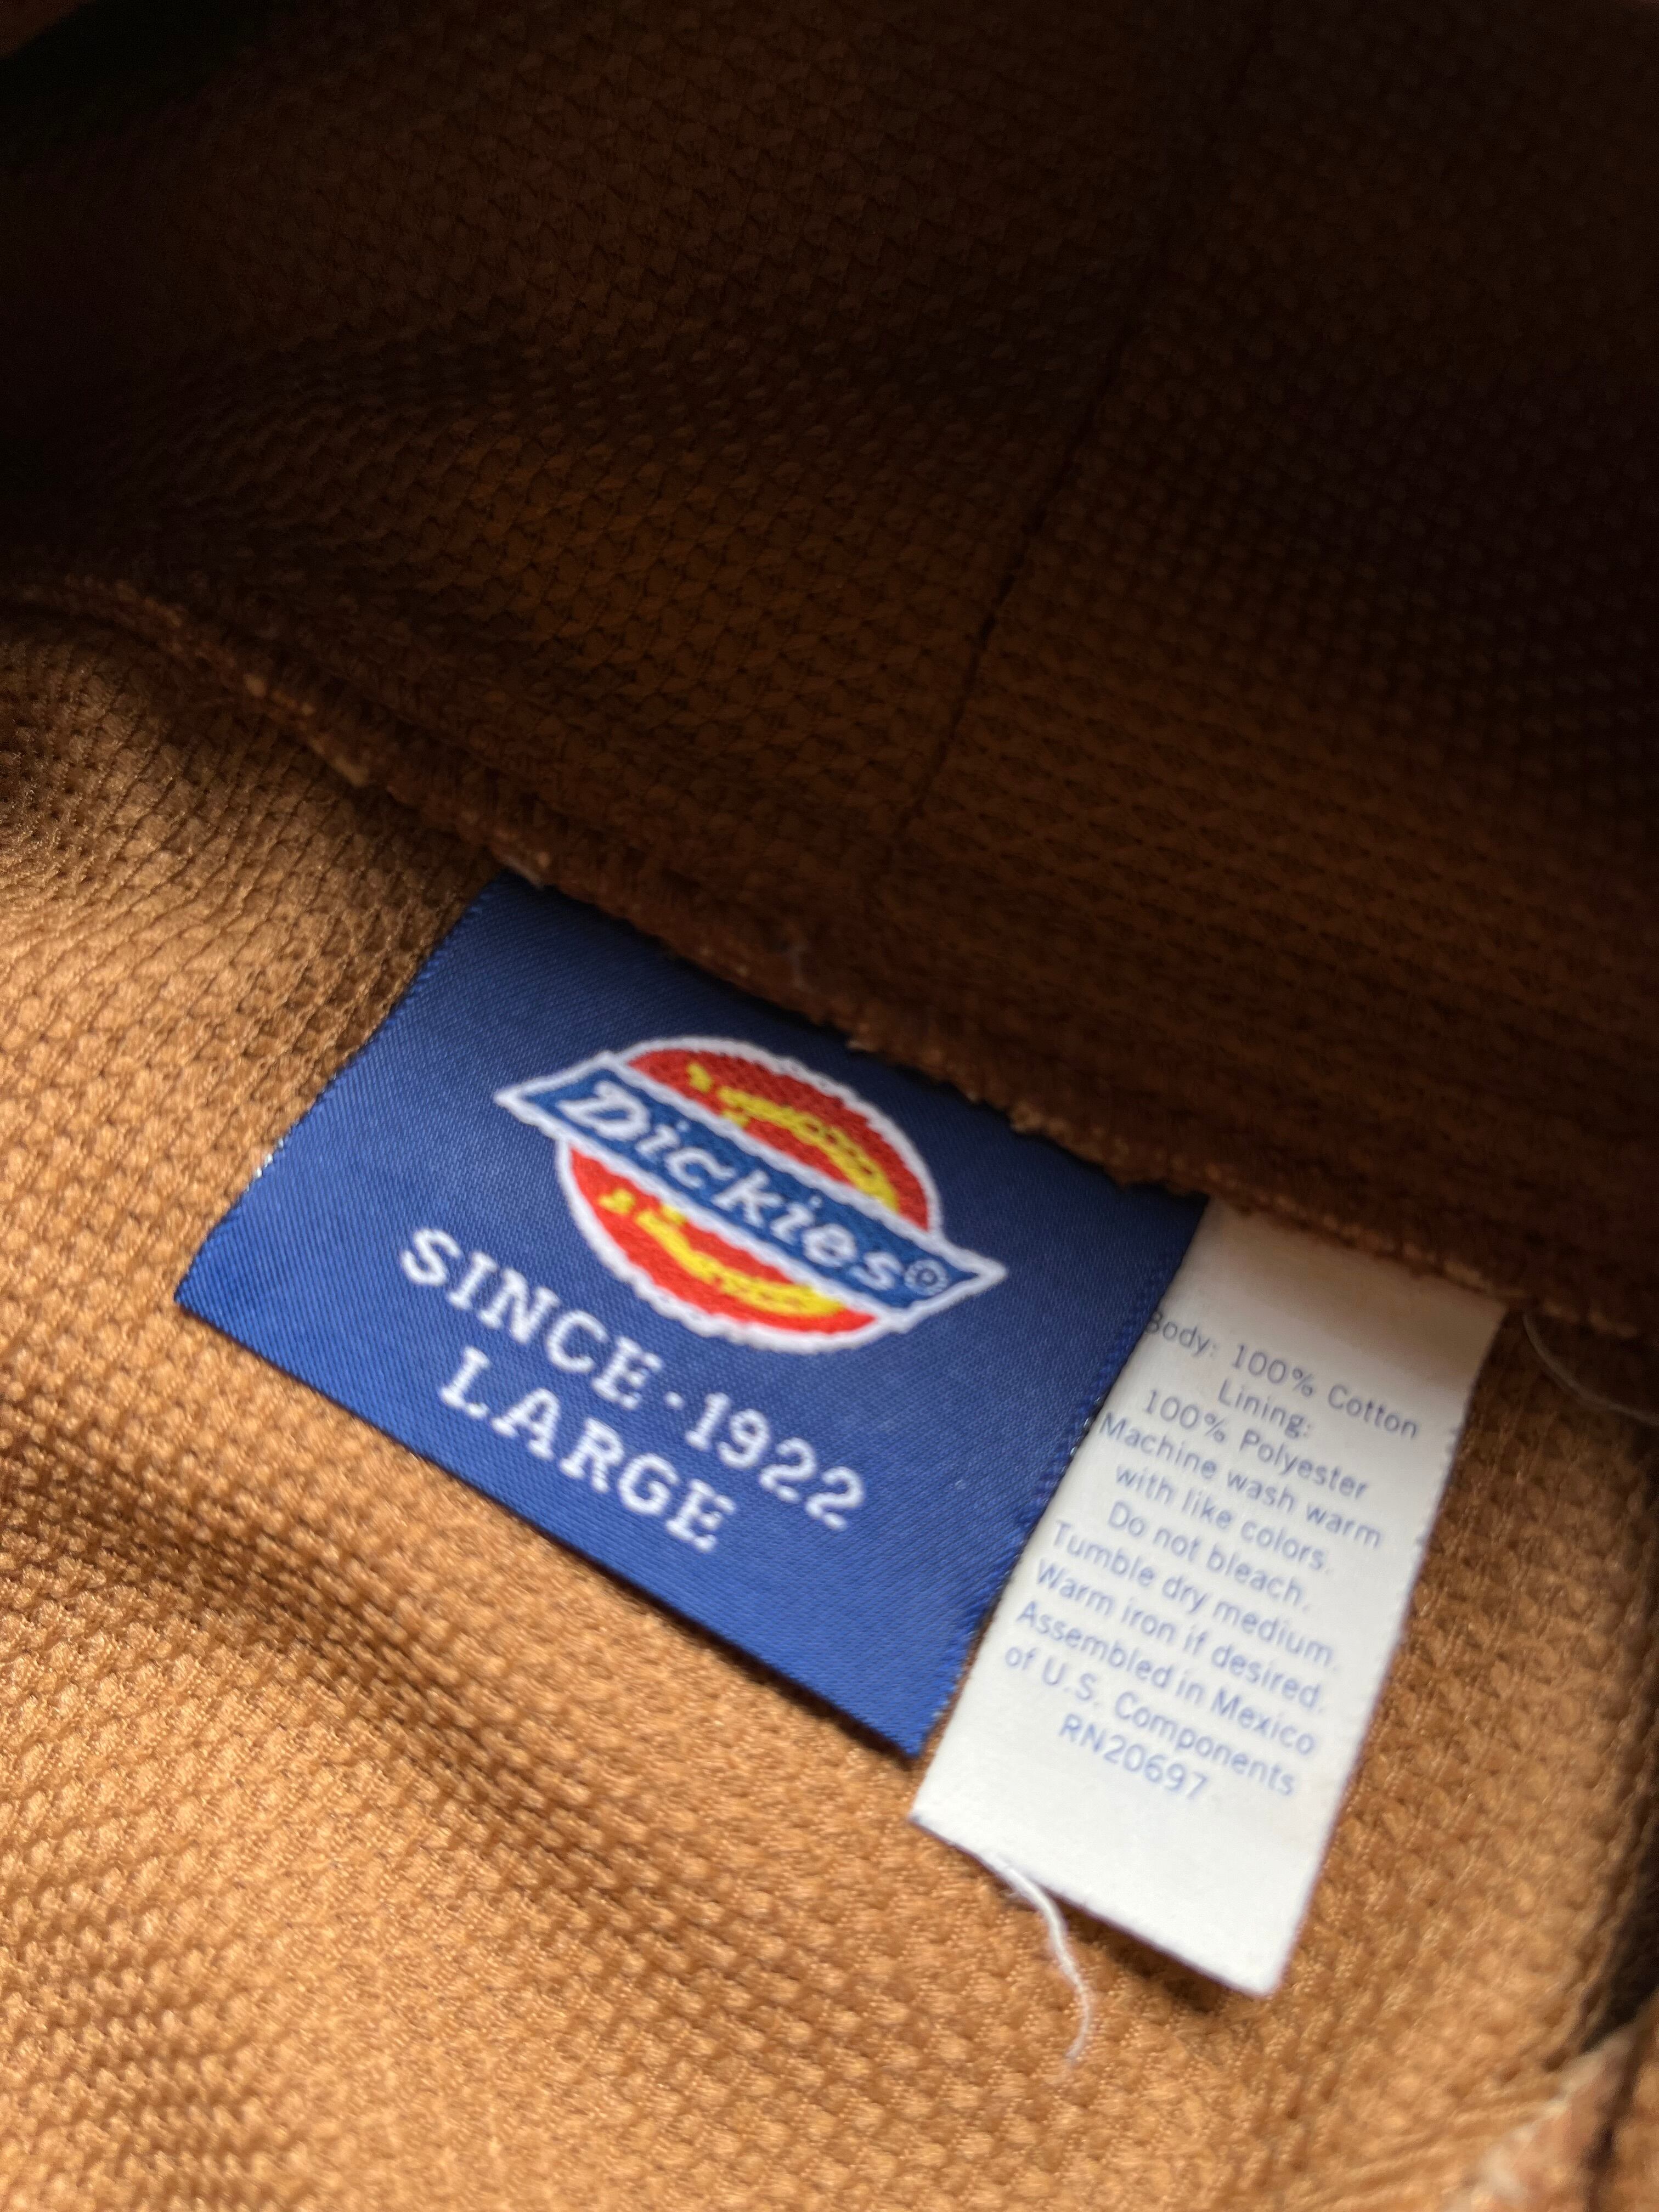 Dickies®
SINCE-1922
LARGE
Body: 100% Cotton
Lining:
100% Polyester
Machine wash warm
with like colors.
Do not bleach.
Tumble dry medium.
Warm iron if desired.
Assembled in Mexico
of U.S. Components
RN20697